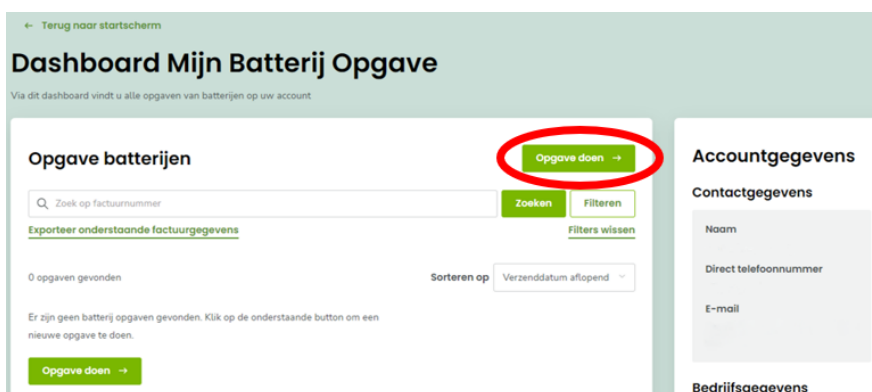 ← Terug naar startscherm
Dashboard Mijn Batterij Opgave
Via dit dashboard vindt u alle opgaven van batterijen op uw account
Opgave batterijen
Opgave doen →
Zoek op factuurnummer
Zoeken
Filteren
Exporteer onderstaande factuurgegevens
Filters wissen
0 opgaven gevonden
Sorteren op
Verzenddatum aflopend
Er zijn geen batterij opgaven gevonden. Klik op de onderstaande button om een
nieuwe opgave te doen.
Opgave doen →
Accountgegevens
Contactgegevens
Naam
Direct telefoonnummer
E-mail
Bedrijfsgegevens